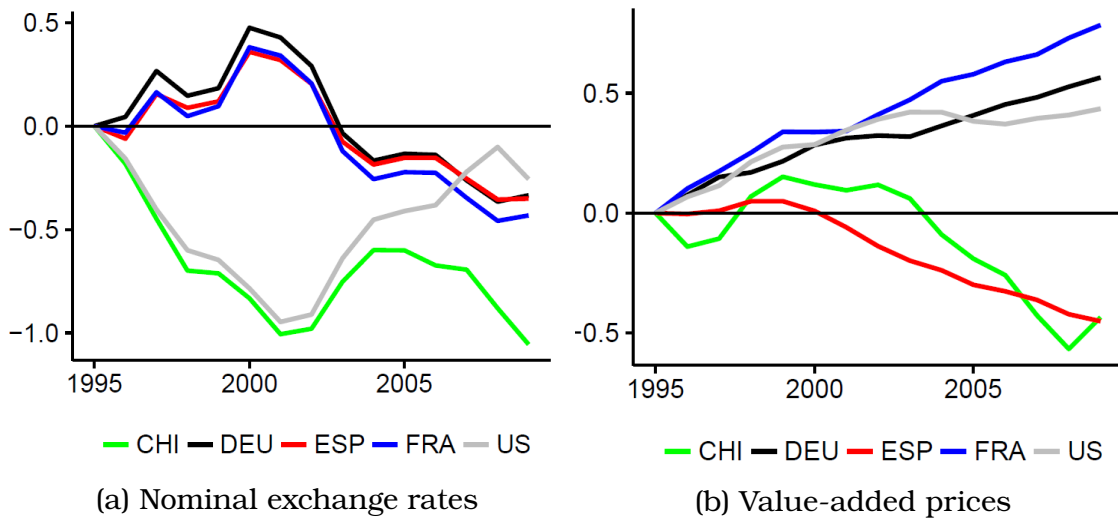 0.5
0.0
−0.5
−1.0
1995 2000 2005
CHI DEU ESP FRA US
(a) Nominal exchange rates
0.5
0.0
-0.5
1995 2000 2005
CHI DEU ESP FRA US
(b) Value-added prices